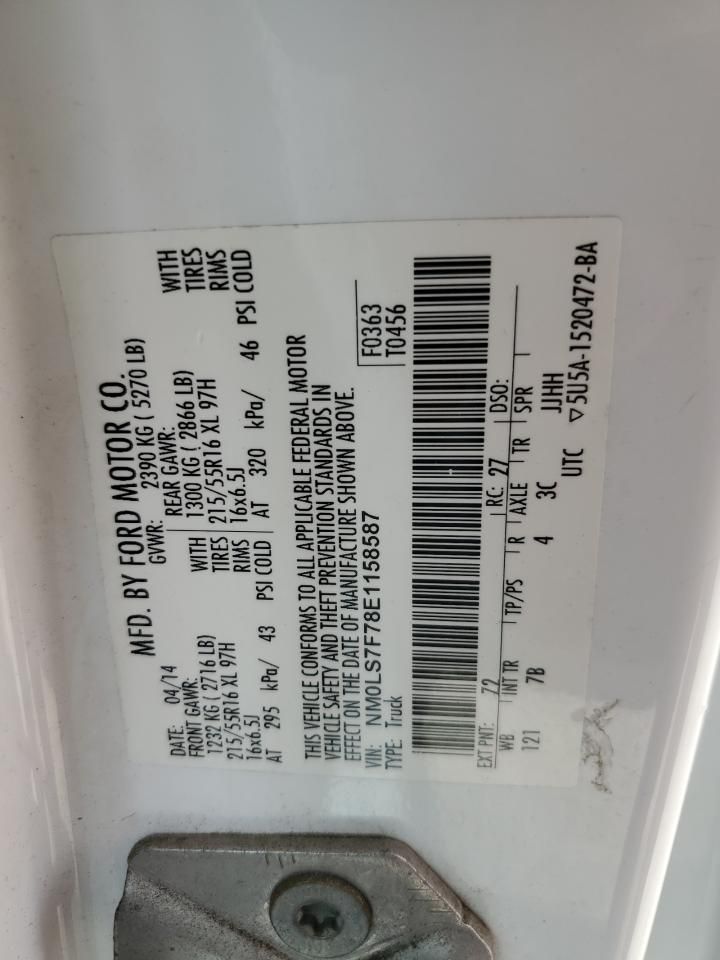 MFD. BY FORD MOTOR CO.
DATE: 04/14 GVWR: 2390 KG ( 5270 LB)
FRONT GAWR: REAR GAWR:
1232 KG ( 2716 LB) WITH 1300 KG ( 2866 LB) WITH
215/55R16 XL 97H TIRES 215/55R16 XL 97H TIRES
16x6.5J RIMS 16x6.5J RIMS
AT 295 kPa/ 43 PSI COLD AT 320 kPa/ 46 PSI COLD
THIS VEHICLE CONFORMS TO ALL APPLICABLE FEDERAL MOTOR
VEHICLE SAFETY AND THEFT PREVENTION STANDARDS IN
EFFECT ON THE DATE OF MANUFACTURE SHOWN ABOVE.
VIN: NM0LS7F78E1158587 F0363
TYPE: Truck T0456
EXT PNT: 72 RC: 27 DSO:
WB INT TR TP/PS R AXLE TR SPR
121 7B 4 3C JJHH
UTC ▽5U5A-1520472-BA